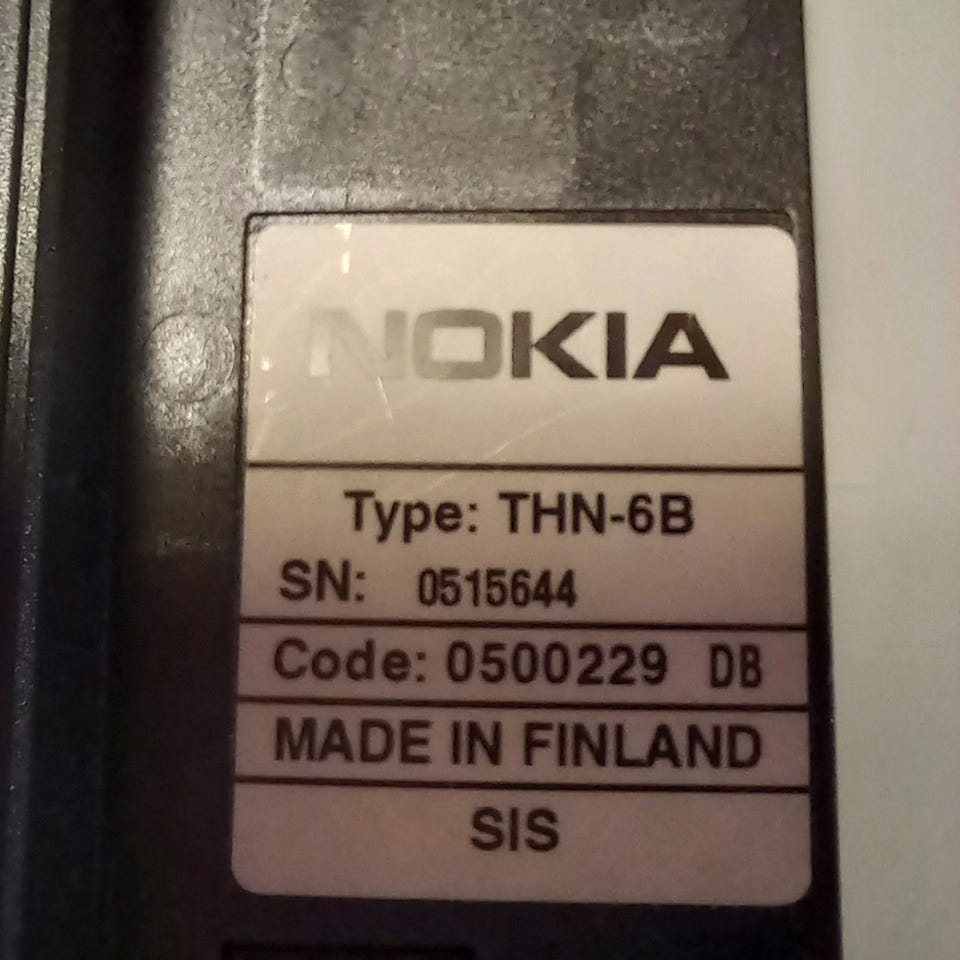 NOKIA
Type: THN-6B
SN: 0515644
Code: 0500229 DB
MADE IN FINLAND
SIS